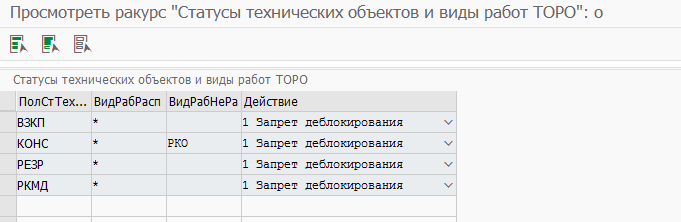 Просмотреть ракурс "Статусы технических объектов и виды работ ТОРО": о
Статусы технических объектов и виды работ ТОРО
ПолСтТех... ВидРабРасп ВидРабНеРа Действие
ВЗКП * 1 Запрет деблокирования
КОНС * РКО 1 Запрет деблокирования
РЕЗР * 1 Запрет деблокирования
РКМД * 1 Запрет деблокирования